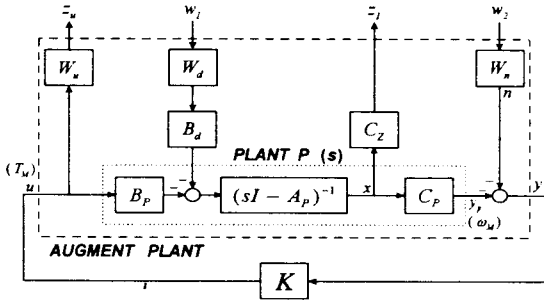 z_u w_1 z_1 w_2
W_u W_d W_n
n
B_d C_Z
PLANT P (s)
(T_M)
u B_P (sI − A_P)^{-1} x C_P y_p y
(ω_M)
AUGMENT PLANT
K